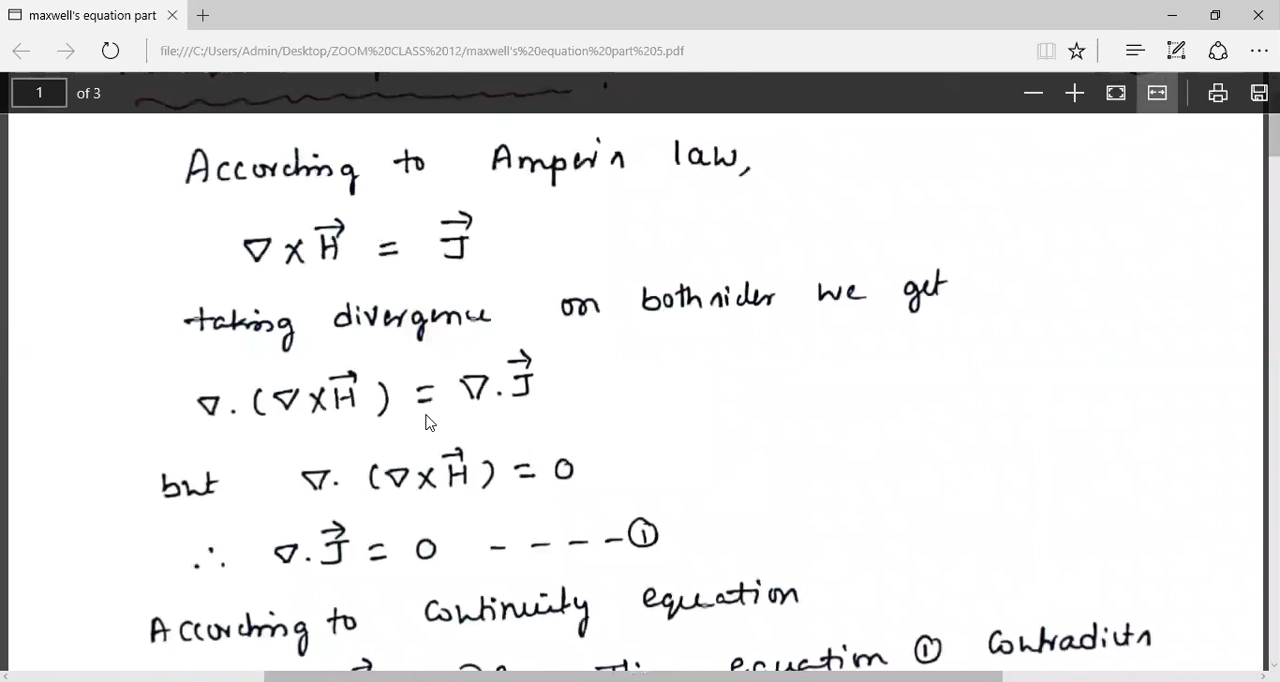 maxwell's equation part
file:///C:/Users/Admin/Desktop/ZOOM%20CLASS%2012/maxwell's%20equation%20part%205.pdf
1 of 3
According to Amper's law,
∇ × H⃗ = J⃗
taking divergence on both sides we get
∇. (∇ × H⃗ ) = ∇. J⃗
but ∇. (∇ × H⃗ ) = 0
∴ ∇. J⃗ = 0 - - - - ①
According to continuity equation
equation ① contradicts